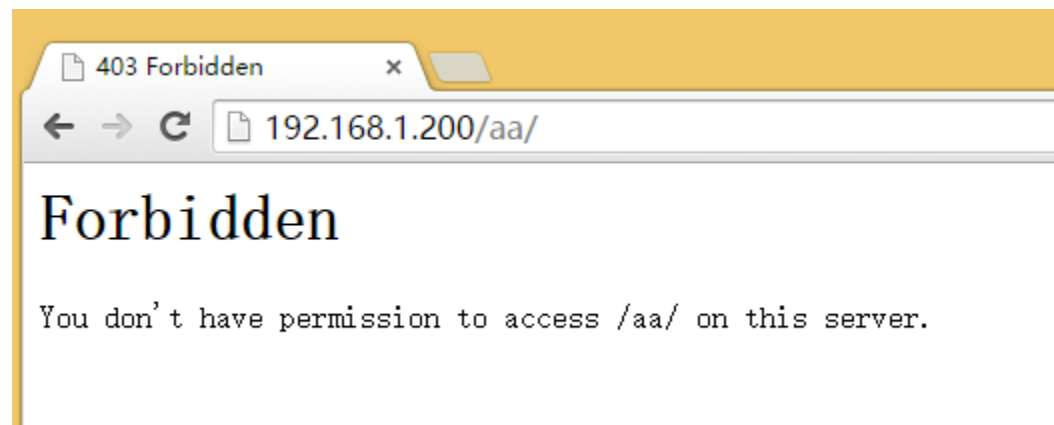 403 Forbidden
192.168.1.200/aa/
Forbidden
You don't have permission to access /aa/ on this server.